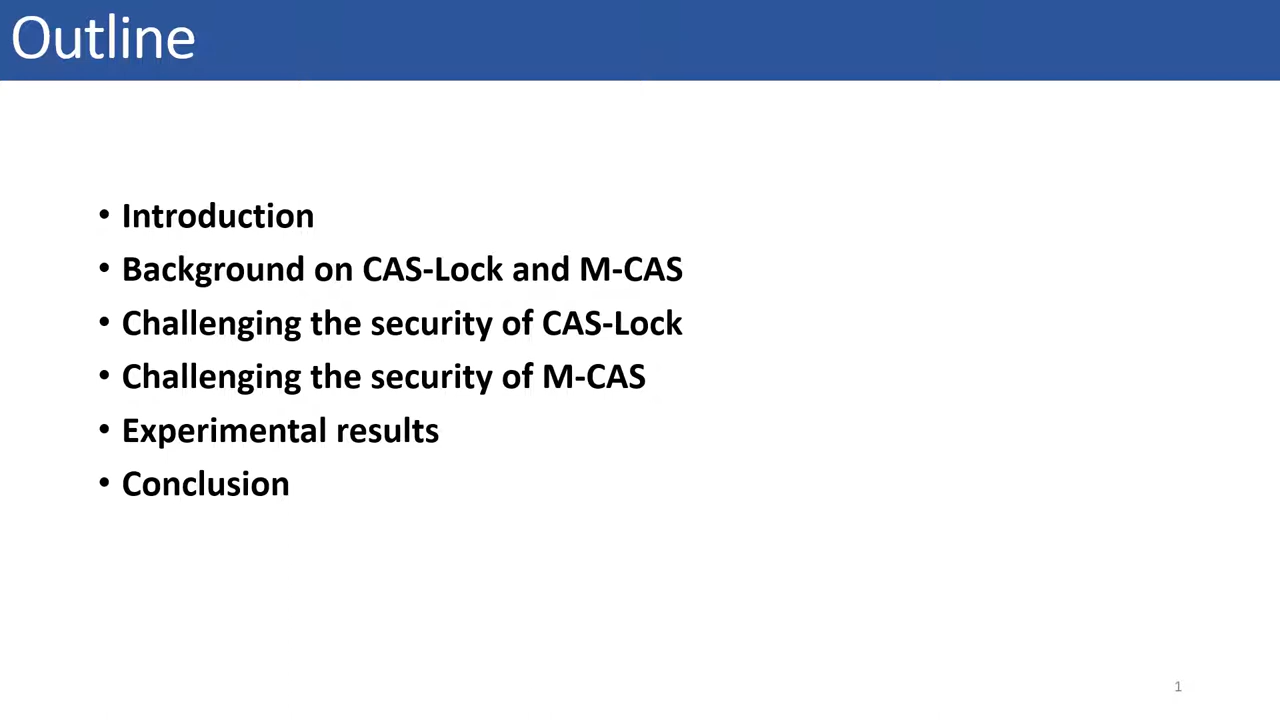 Outline
• Introduction
• Background on CAS-Lock and M-CAS
• Challenging the security of CAS-Lock
• Challenging the security of M-CAS
• Experimental results
• Conclusion
1